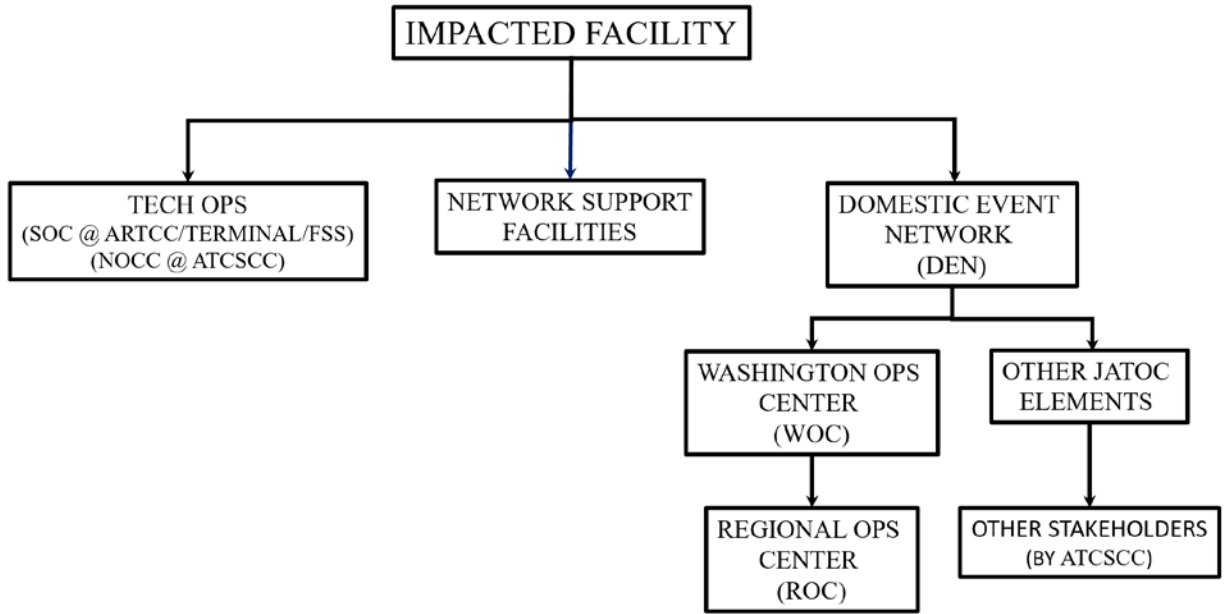 IMPACTED FACILITY
TECH OPS
(SOC @ ARTCC/TERMINAL/FSS)
(NOCC @ ATCSCC)
NETWORK SUPPORT
FACILITIES
DOMESTIC EVENT
NETWORK
(DEN)
WASHINGTON OPS
CENTER
(WOC)
OTHER JATOC
ELEMENTS
REGIONAL OPS
CENTER
(ROC)
OTHER STAKEHOLDERS
(BY ATCSCC)